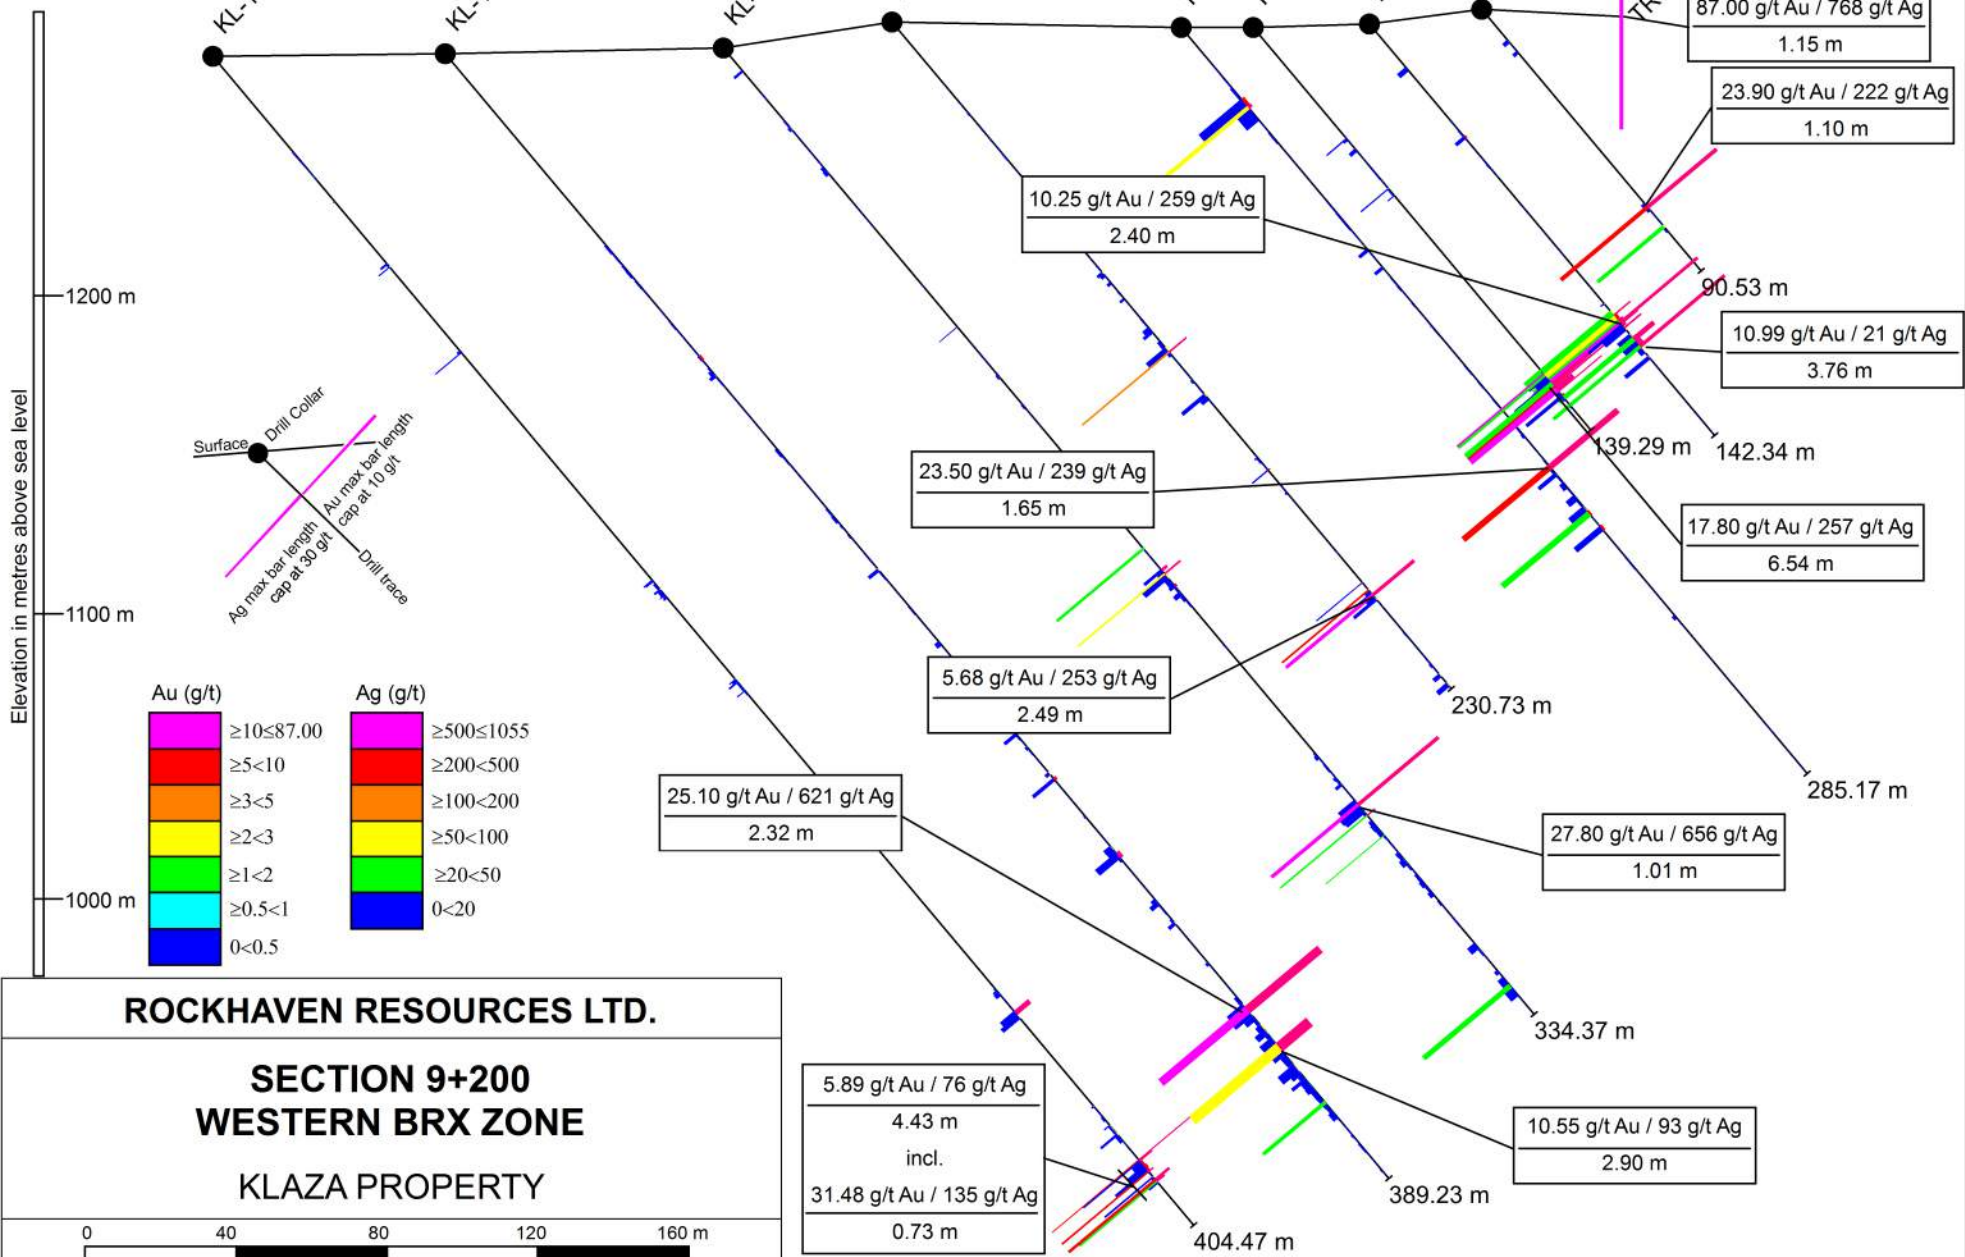 KL-
KL-
KL-
87.00 g/t Au / 768 g/t Ag
1.15 m
23.90 g/t Au / 222 g/t Ag
1.10 m
10.25 g/t Au / 259 g/t Ag
2.40 m
1200 m
90.53 m
10.99 g/t Au / 21 g/t Ag
3.76 m
Elevation in metres above sea level
Surface
Drill Collar
Au max bar length
cap at 10 g/t
Ag max bar length
cap at 30 g/t
Drill trace
139.29 m
142.34 m
23.50 g/t Au / 239 g/t Ag
1.65 m
17.80 g/t Au / 257 g/t Ag
6.54 m
1100 m
5.68 g/t Au / 253 g/t Ag
2.49 m
230.73 m
Au (g/t)
≥10≤87.00
≥5<10
≥3<5
≥2<3
≥1<2
≥0.5<1
0<0.5
Ag (g/t)
≥500≤1055
≥200<500
≥100<200
≥50<100
≥20<50
0<20
285.17 m
25.10 g/t Au / 621 g/t Ag
2.32 m
27.80 g/t Au / 656 g/t Ag
1.01 m
1000 m
334.37 m
ROCKHAVEN RESOURCES LTD.
SECTION 9+200
WESTERN BRX ZONE
KLAZA PROPERTY
0 40 80 120 160 m
5.89 g/t Au / 76 g/t Ag
4.43 m
incl.
31.48 g/t Au / 135 g/t Ag
0.73 m
10.55 g/t Au / 93 g/t Ag
2.90 m
389.23 m
404.47 m